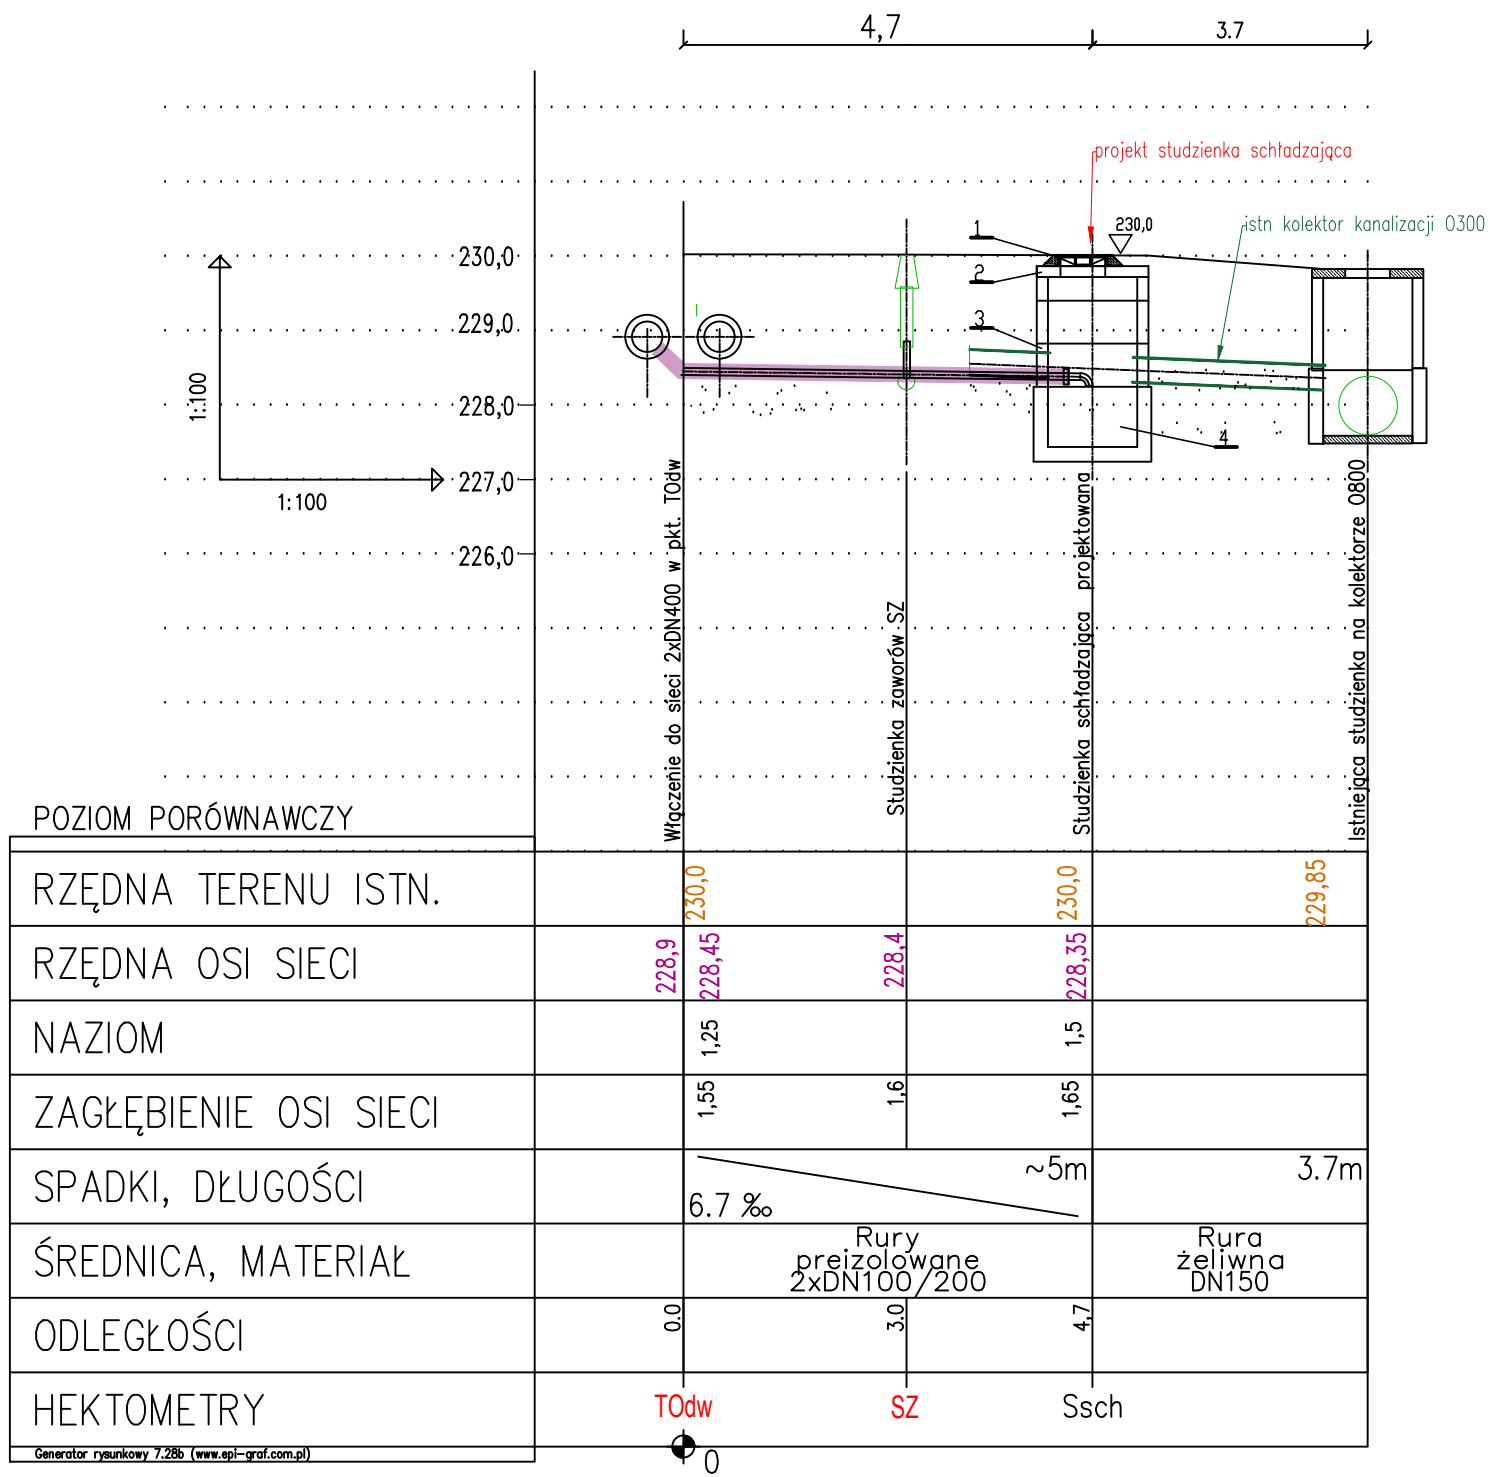 4,7
3.7
projekt studzienka schładzająca
istn kolektor kanalizacji O300
230,0
1
2
3
4
230,0
229,0
228,0
227,0
226,0
1:100
1:100
Włączenie do sieci 2xDN400 w pkt. TOdw
Studzienka zaworów SZ
Studzienka schładzająca projektowana
Istniejąca studzienka na kolektorze O800
POZIOM PORÓWNAWCZY
RZĘDNA TERENU ISTN.
230,0
230,0
229,85
RZĘDNA OSI SIECI
228,9
228,45
228,4
228,35
NAZIOM
1,25
1,5
ZAGŁĘBIENIE OSI SIECI
1,55
1,6
1,65
SPADKI, DŁUGOŚCI
6.7 ‰
~5m
3.7m
ŚREDNICA, MATERIAŁ
Rury
preizolowane
2xDN100/200
Rura
żeliwna
DN150
ODLEGŁOŚCI
0.0
3.0
4,7
HEKTOMETRY
TOdw
SZ
Ssch
Generator rysunkowy 7.28b (www.epi-graf.com.pl)
0